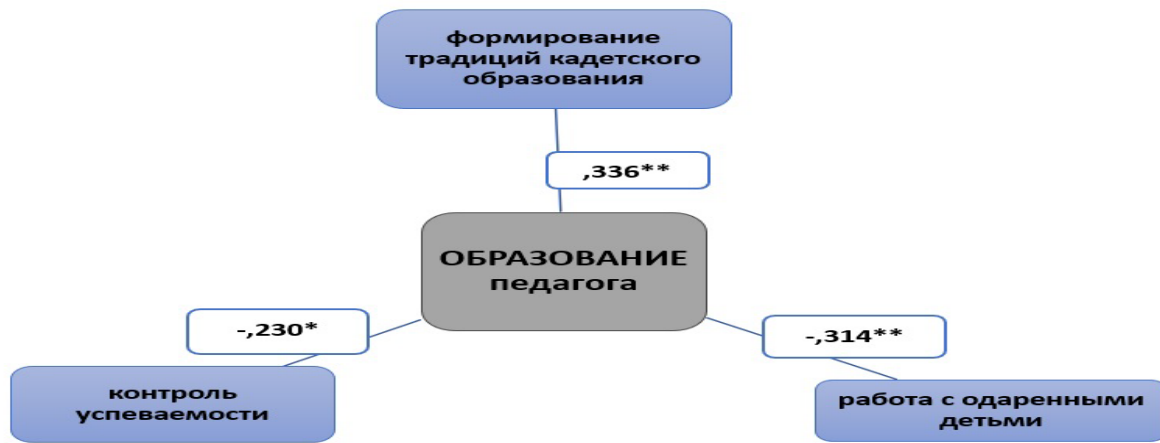 формирование
традиций кадетского
образования
,336**
ОБРАЗОВАНИЕ
педагога
-,230*
-,314**
контроль
успеваемости
работа с одаренными
детьми